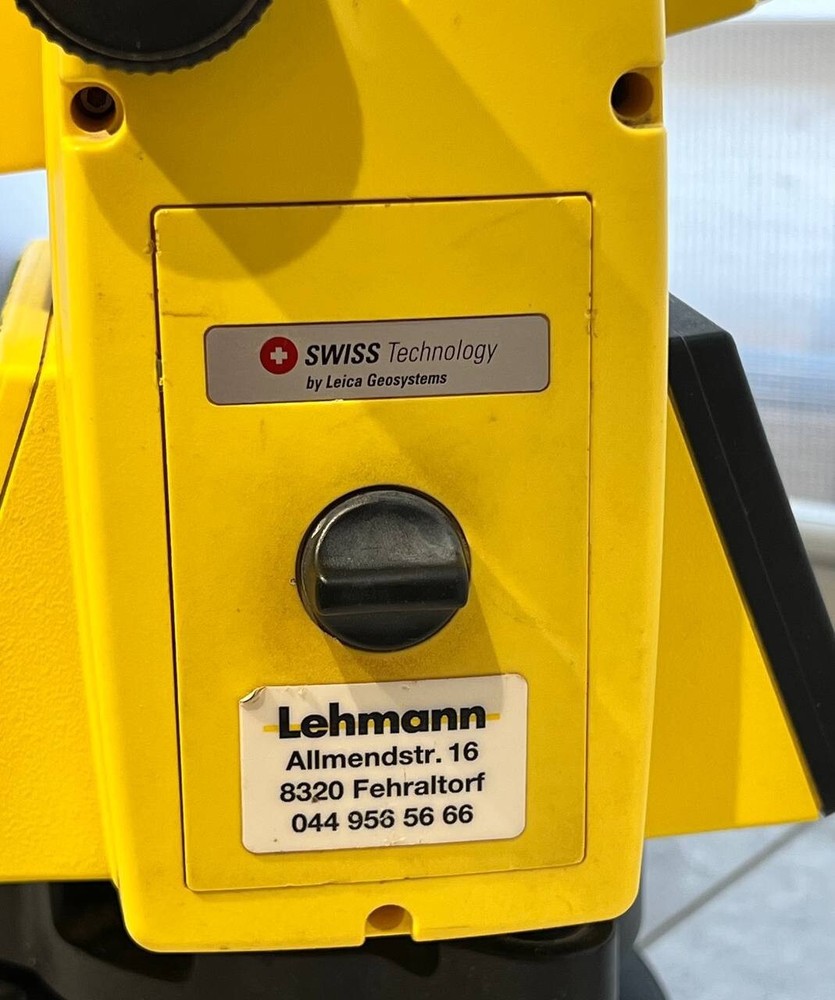 SWISS Technology
by Leica Geosystems
Lehmann
Allmendstr. 16
8320 Fehraltorf
044 956 56 66